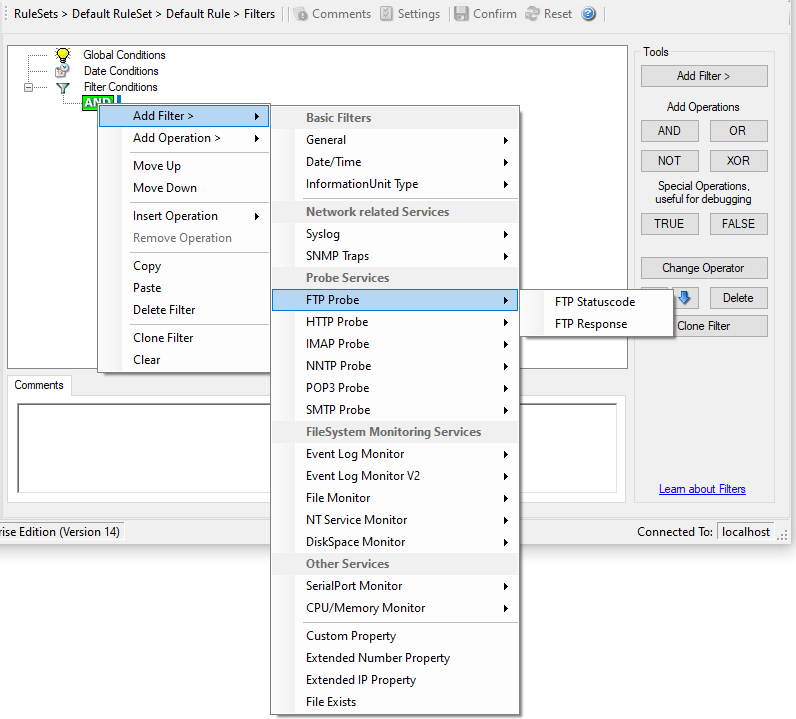 RuleSets > Default RuleSet > Default Rule > Filters Comments Settings Confirm Reset
Global Conditions
Date Conditions
Filter Conditions
AND
Add Filter >
Add Operation >
Move Up
Move Down
Insert Operation
Remove Operation
Copy
Paste
Delete Filter
Clone Filter
Clear
Basic Filters
General
Date/Time
InformationUnit Type
Network related Services
Syslog
SNMP Traps
Probe Services
FTP Probe
HTTP Probe
IMAP Probe
NNTP Probe
POP3 Probe
SMTP Probe
FileSystem Monitoring Services
Event Log Monitor
Event Log Monitor V2
File Monitor
NT Service Monitor
DiskSpace Monitor
Other Services
SerialPort Monitor
CPU/Memory Monitor
Custom Property
Extended Number Property
Extended IP Property
File Exists
FTP Statuscode
FTP Response
Tools
Add Filter >
Add Operations
AND OR
NOT XOR
Special Operations,
useful for debugging
TRUE FALSE
Change Operator
Delete
Clone Filter
Learn about Filters
Comments
rise Edition (Version 14)
Connected To: localhost